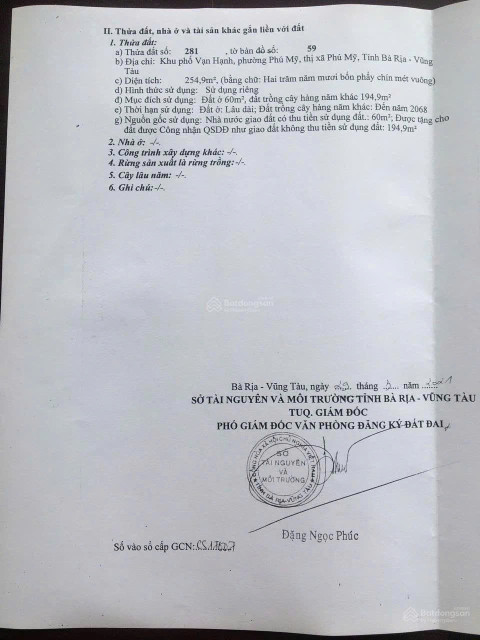 II. Thửa đất, nhà ở và tài sản khác gắn liền với đất
1. Thửa đất:
a) Thửa đất số: 281 , tờ bản đồ số: 59
b) Địa chỉ: Khu phố Vạn Hạnh, phường Phú Mỹ, thị xã Phú Mỹ, Tỉnh Bà Rịa - Vũng
Tàu
c) Diện tích: 254,9m², (bằng chữ: Hai trăm năm mươi bốn phẩy chín mét vuông)
d) Hình thức sử dụng: Sử dụng riêng
đ) Mục đích sử dụng: Đất ở 60m², đất trồng cây hàng năm khác 194,9m²
e) Thời hạn sử dụng: Đất ở: Lâu dài; Đất trồng cây hàng năm khác: Đến năm 2068
g) Nguồn gốc sử dụng: Nhà nước giao đất có thu tiền sử dụng đất.: 60m²; Được tặng cho
đất được Công nhận QSDĐ như giao đất không thu tiền sử dụng đất: 194,9m²
2. Nhà ở: -/-.
3. Công trình xây dựng khác: -/-.
4. Rừng sản xuất là rừng trồng: -/-.
5. Cây lâu năm: -/-.
6. Ghi chú: -/-.
Batdongsan
Bà Rịa - Vũng Tàu, ngày tháng năm
SỞ TÀI NGUYÊN VÀ MÔI TRƯỜNG TỈNH BÀ RỊA - VŨNG TÀU
TUQ. GIÁM ĐỐC
PHÓ GIÁM ĐỐC VĂN PHÒNG ĐĂNG KÝ ĐẤT ĐAI
SỞ
TÀI NGUYÊN
VÀ
MÔI TRƯỜNG
TỈNH BÀ RỊA-VŨNG TÀU
Đặng Ngọc Phúc
Số vào sổ cấp GCN:
Batdongsan